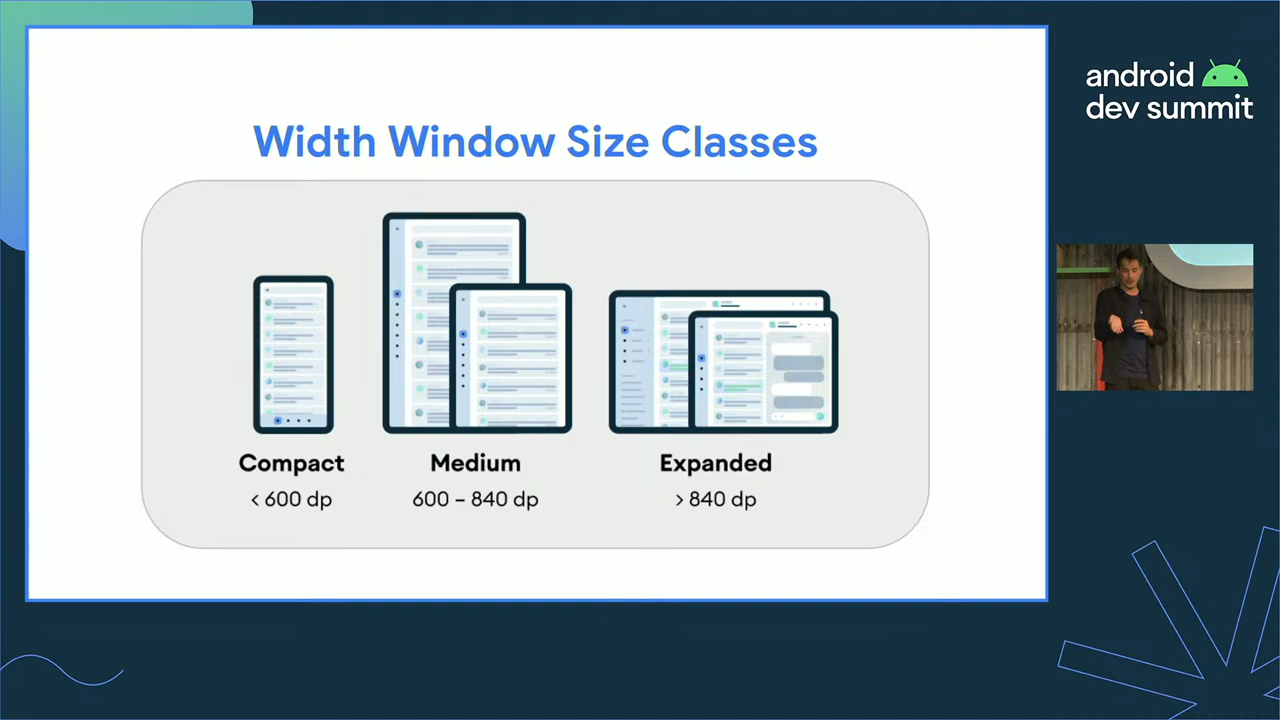 Width Window Size Classes
Compact
< 600 dp
Medium
600 – 840 dp
Expanded
> 840 dp
android
dev summit